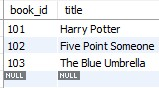 book_id title
101 Harry Potter
102 Five Point Someone
103 The Blue Umbrella
NULL NULL